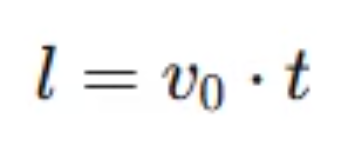 l = v₀ · t